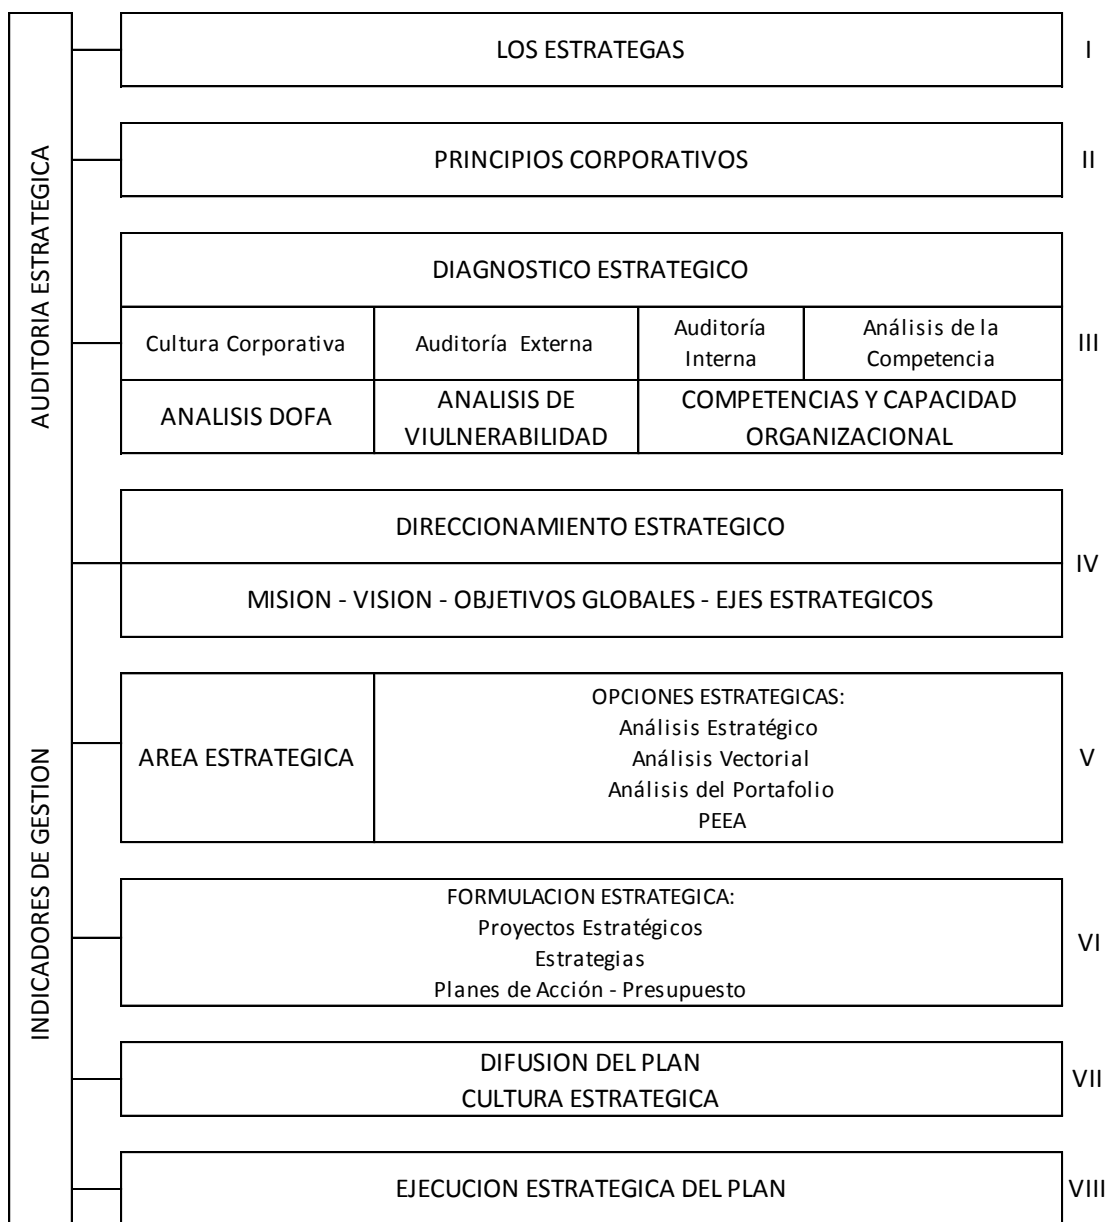 LOS ESTRATEGAS
I
PRINCIPIOS CORPORATIVOS
II
AUDITORIA ESTRATEGICA
DIAGNOSTICO ESTRATEGICO
Cultura Corporativa
Auditoría Externa
Auditoría
Interna
Análisis de la
Competencia
III
ANALISIS DOFA
ANALISIS DE
VIULNERABILIDAD
COMPETENCIAS Y CAPACIDAD
ORGANIZACIONAL
DIRECCIONAMIENTO ESTRATEGICO
IV
MISION - VISION - OBJETIVOS GLOBALES - EJES ESTRATEGICOS
INDICADORES DE GESTION
AREA ESTRATEGICA
OPCIONES ESTRATEGICAS:
Análisis Estratégico
Análisis Vectorial
Análisis del Portafolio
PEEA
V
FORMULACION ESTRATEGICA:
Proyectos Estratégicos
Estrategias
Planes de Acción - Presupuesto
VI
DIFUSION DEL PLAN
CULTURA ESTRATEGICA
VII
EJECUCION ESTRATEGICA DEL PLAN
VIII